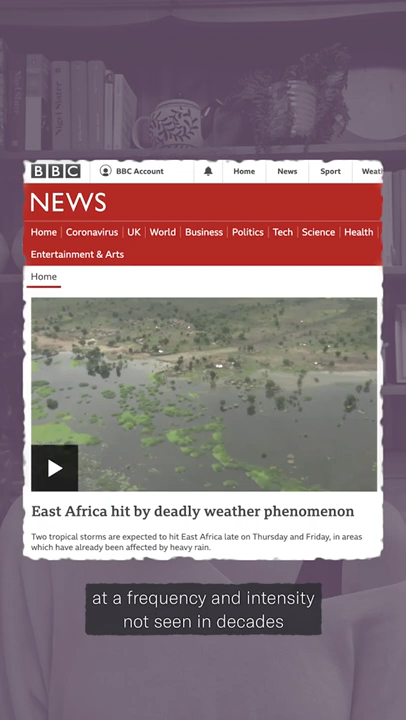 Nigel Slater
BBC BBC Account Home News Sport
NEWS
Home Coronavirus UK World Business Politics Tech Science Health
Entertainment & Arts
Home
East Africa hit by deadly weather phenomenon
Two tropical storms are expected to hit East Africa late on Thursday and Friday, in areas
which have already been affected by heavy rain.
at a frequency and intensity
not seen in decades